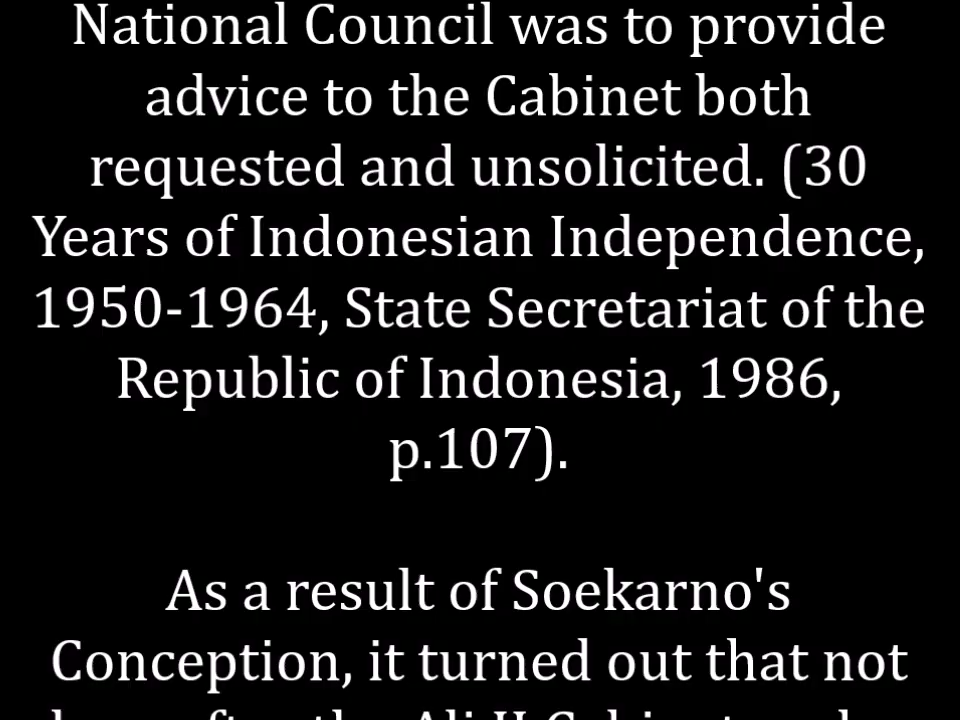 National Council was to provide
advice to the Cabinet both
requested and unsolicited. (30
Years of Indonesian Independence,
1950-1964, State Secretariat of the
Republic of Indonesia, 1986,
p.107).
As a result of Soekarno's
Conception, it turned out that not